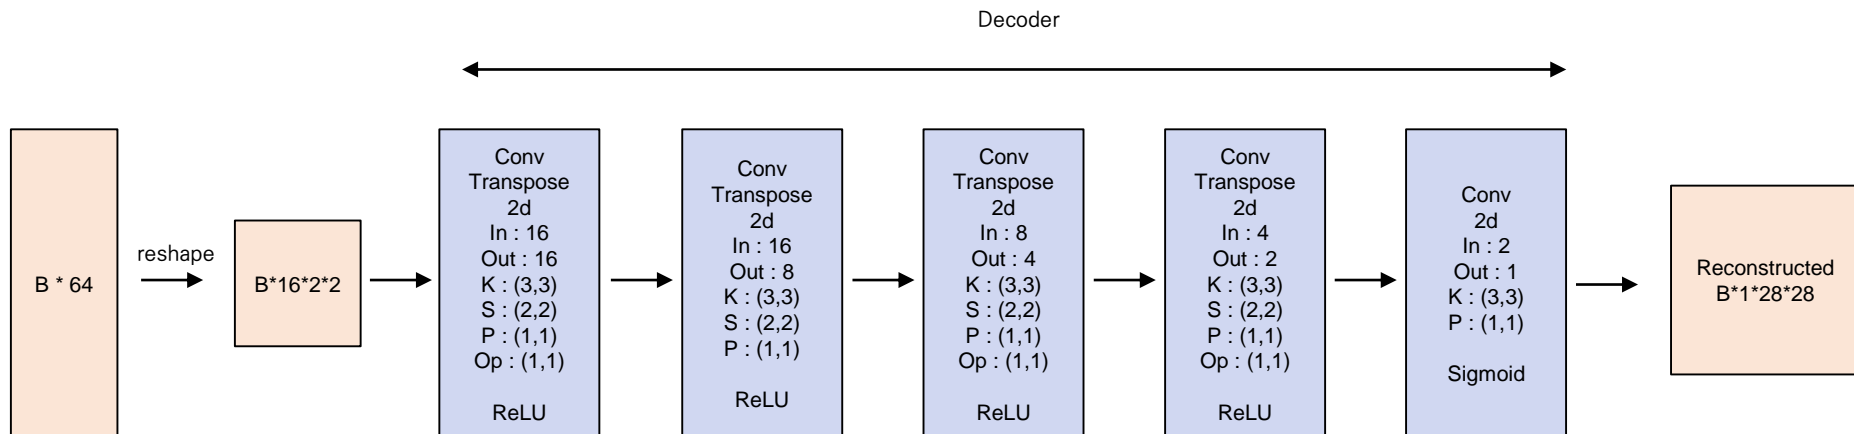 Decoder
B * 64
reshape
B*16*2*2
Conv
Transpose
2d
In : 16
Out : 16
K : (3,3)
S : (2,2)
P : (1,1)
Op : (1,1)
ReLU
Conv
Transpose
2d
In : 16
Out : 8
K : (3,3)
S : (2,2)
P : (1,1)
ReLU
Conv
Transpose
2d
In : 8
Out : 4
K : (3,3)
S : (2,2)
P : (1,1)
Op : (1,1)
ReLU
Conv
Transpose
2d
In : 4
Out : 2
K : (3,3)
S : (2,2)
P : (1,1)
Op : (1,1)
ReLU
Conv
2d
In : 2
Out : 1
K : (3,3)
P : (1,1)
Sigmoid
Reconstructed
B*1*28*28